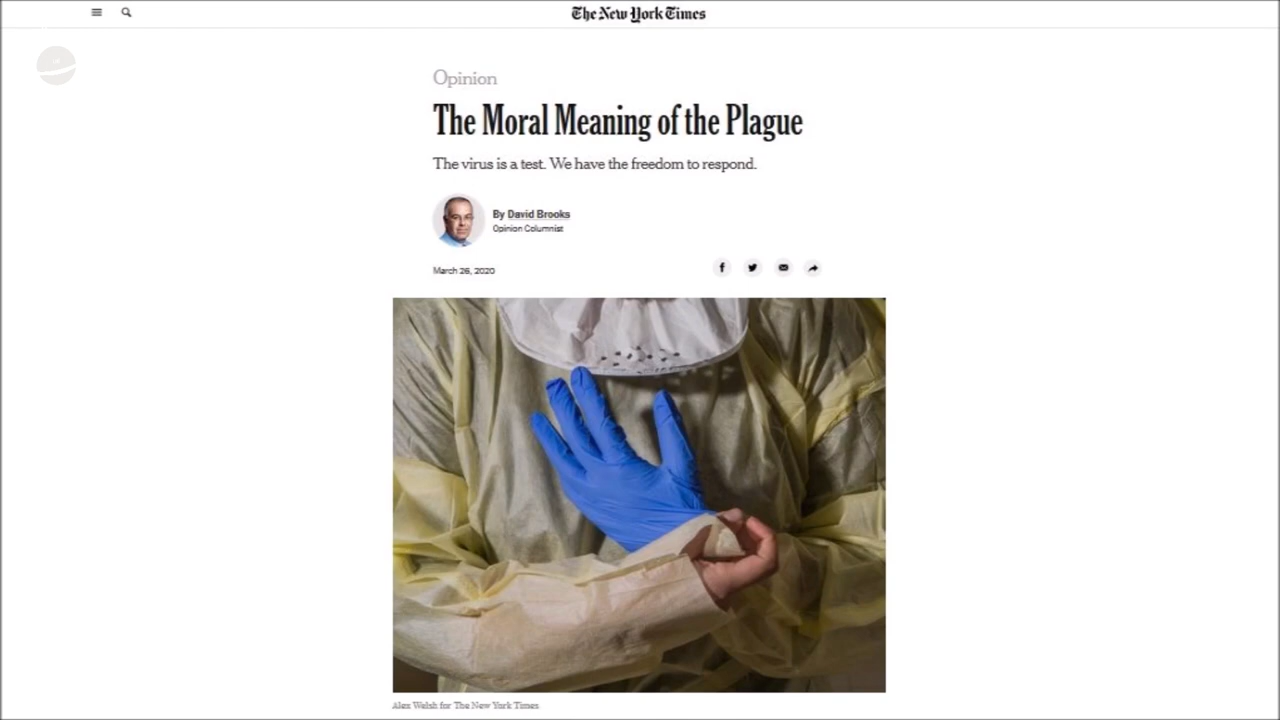 The New York Times
Opinion
The Moral Meaning of the Plague
The virus is a test. We have the freedom to respond.
By David Brooks
Opinion Columnist
March 26, 2020
Alex Welsh for The New York Times